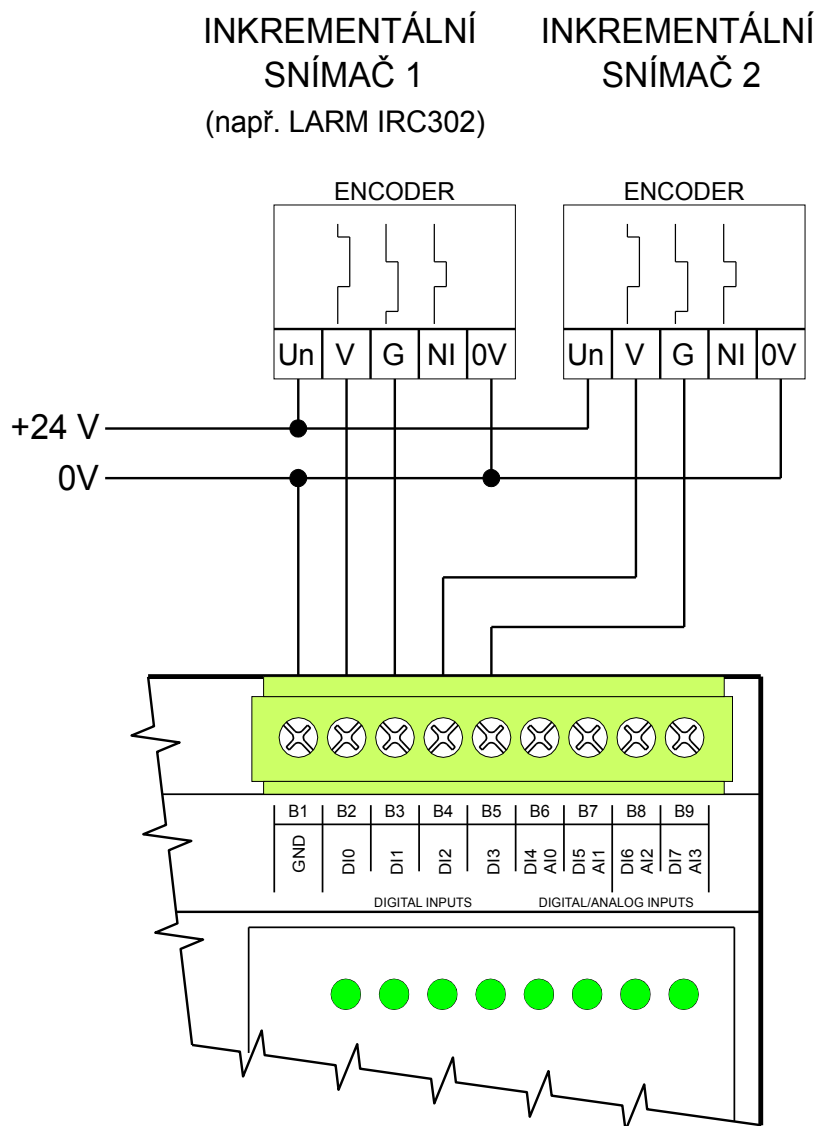 INKREMENTÁLNÍ INKREMENTÁLNÍ
SNÍMAČ 1 SNÍMAČ 2
(např. LARM IRC302)
ENCODER ENCODER
Un V G NI 0V Un V G NI 0V
+24 V
0V
B1 B2 B3 B4 B5 B6 B7 B8 B9
GND DI0 DI1 DI2 DI3 DI4 AI0 DI5 AI1 DI6 AI2 DI7 AI3
DIGITAL INPUTS DIGITAL/ANALOG INPUTS